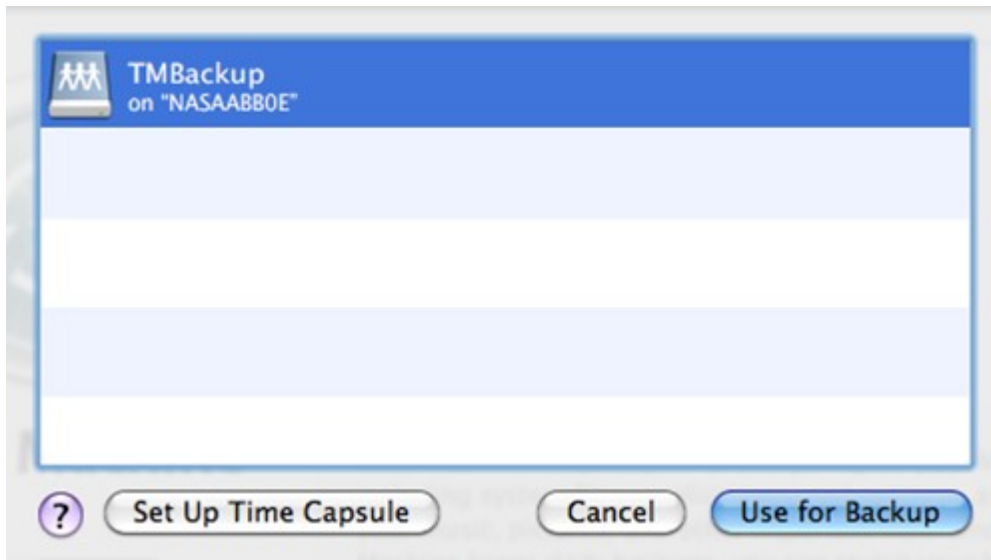 TMBackup
on "NASAABB0E"
?
Set Up Time Capsule
Cancel
Use for Backup